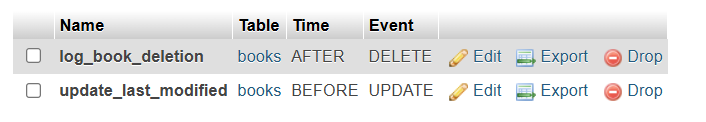 Name Table Time Event
log_book_deletion books AFTER DELETE Edit Export Drop
update_last_modified books BEFORE UPDATE Edit Export Drop